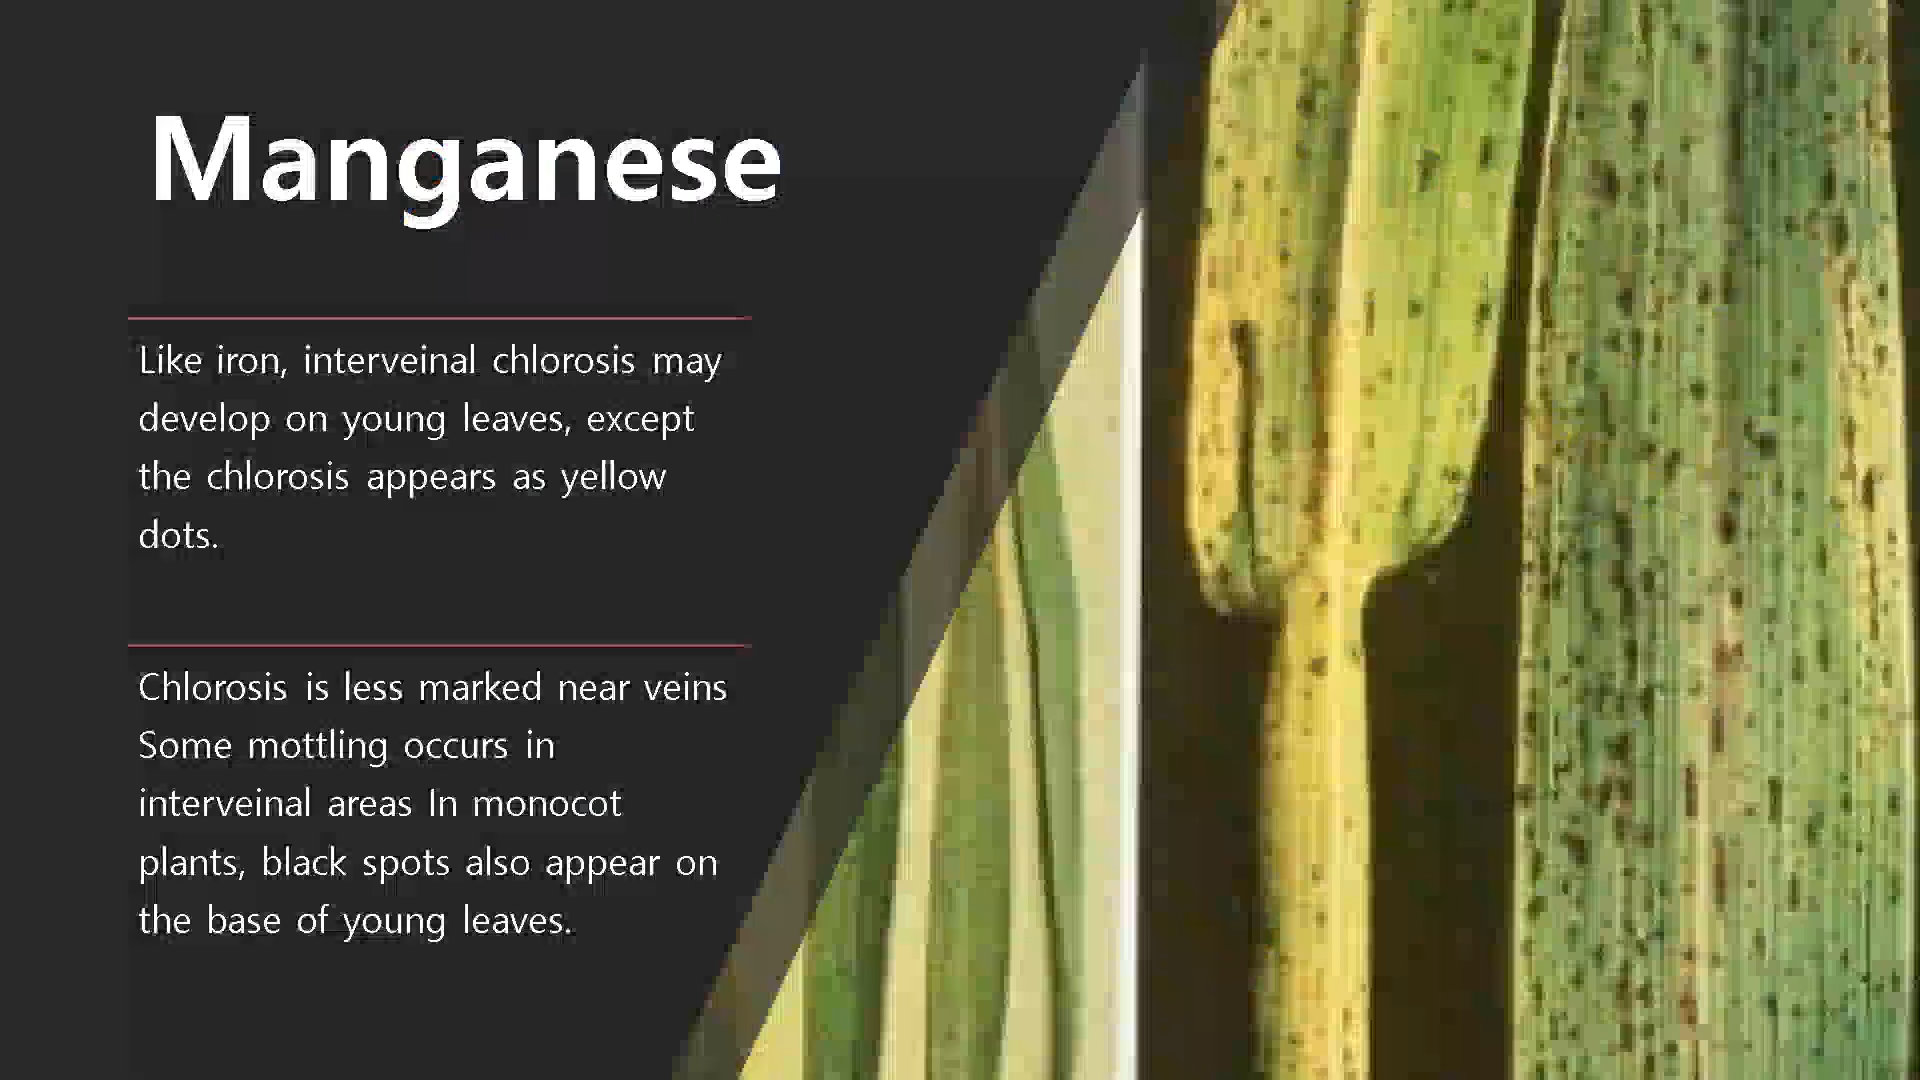 Manganese
Like iron, interveinal chlorosis may
develop on young leaves, except
the chlorosis appears as yellow
dots.
Chlorosis is less marked near veins
Some mottling occurs in
interveinal areas In monocot
plants, black spots also appear on
the base of young leaves.